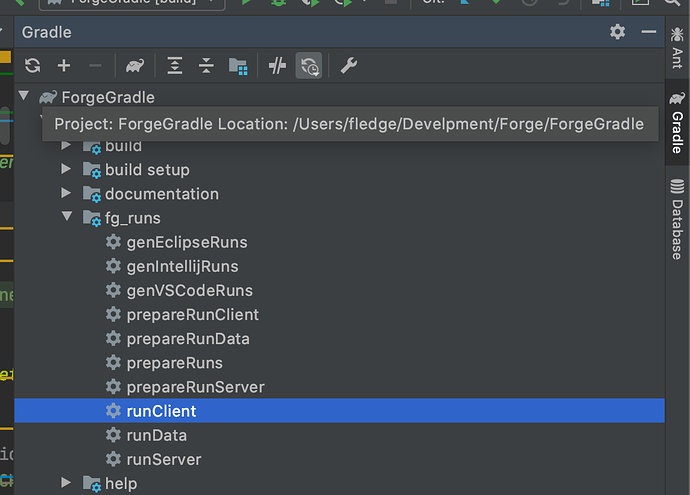 ForgeGradle [build]
Git:
Gradle
ForgeGradle
Project: ForgeGradle Location: /Users/fledge/Develpment/Forge/ForgeGradle
build
build setup
documentation
fg_runs
genEclipseRuns
genIntellijRuns
genVSCodeRuns
prepareRunClient
prepareRunData
prepareRuns
prepareRunServer
runClient
runData
runServer
help
Ant
Gradle
Database